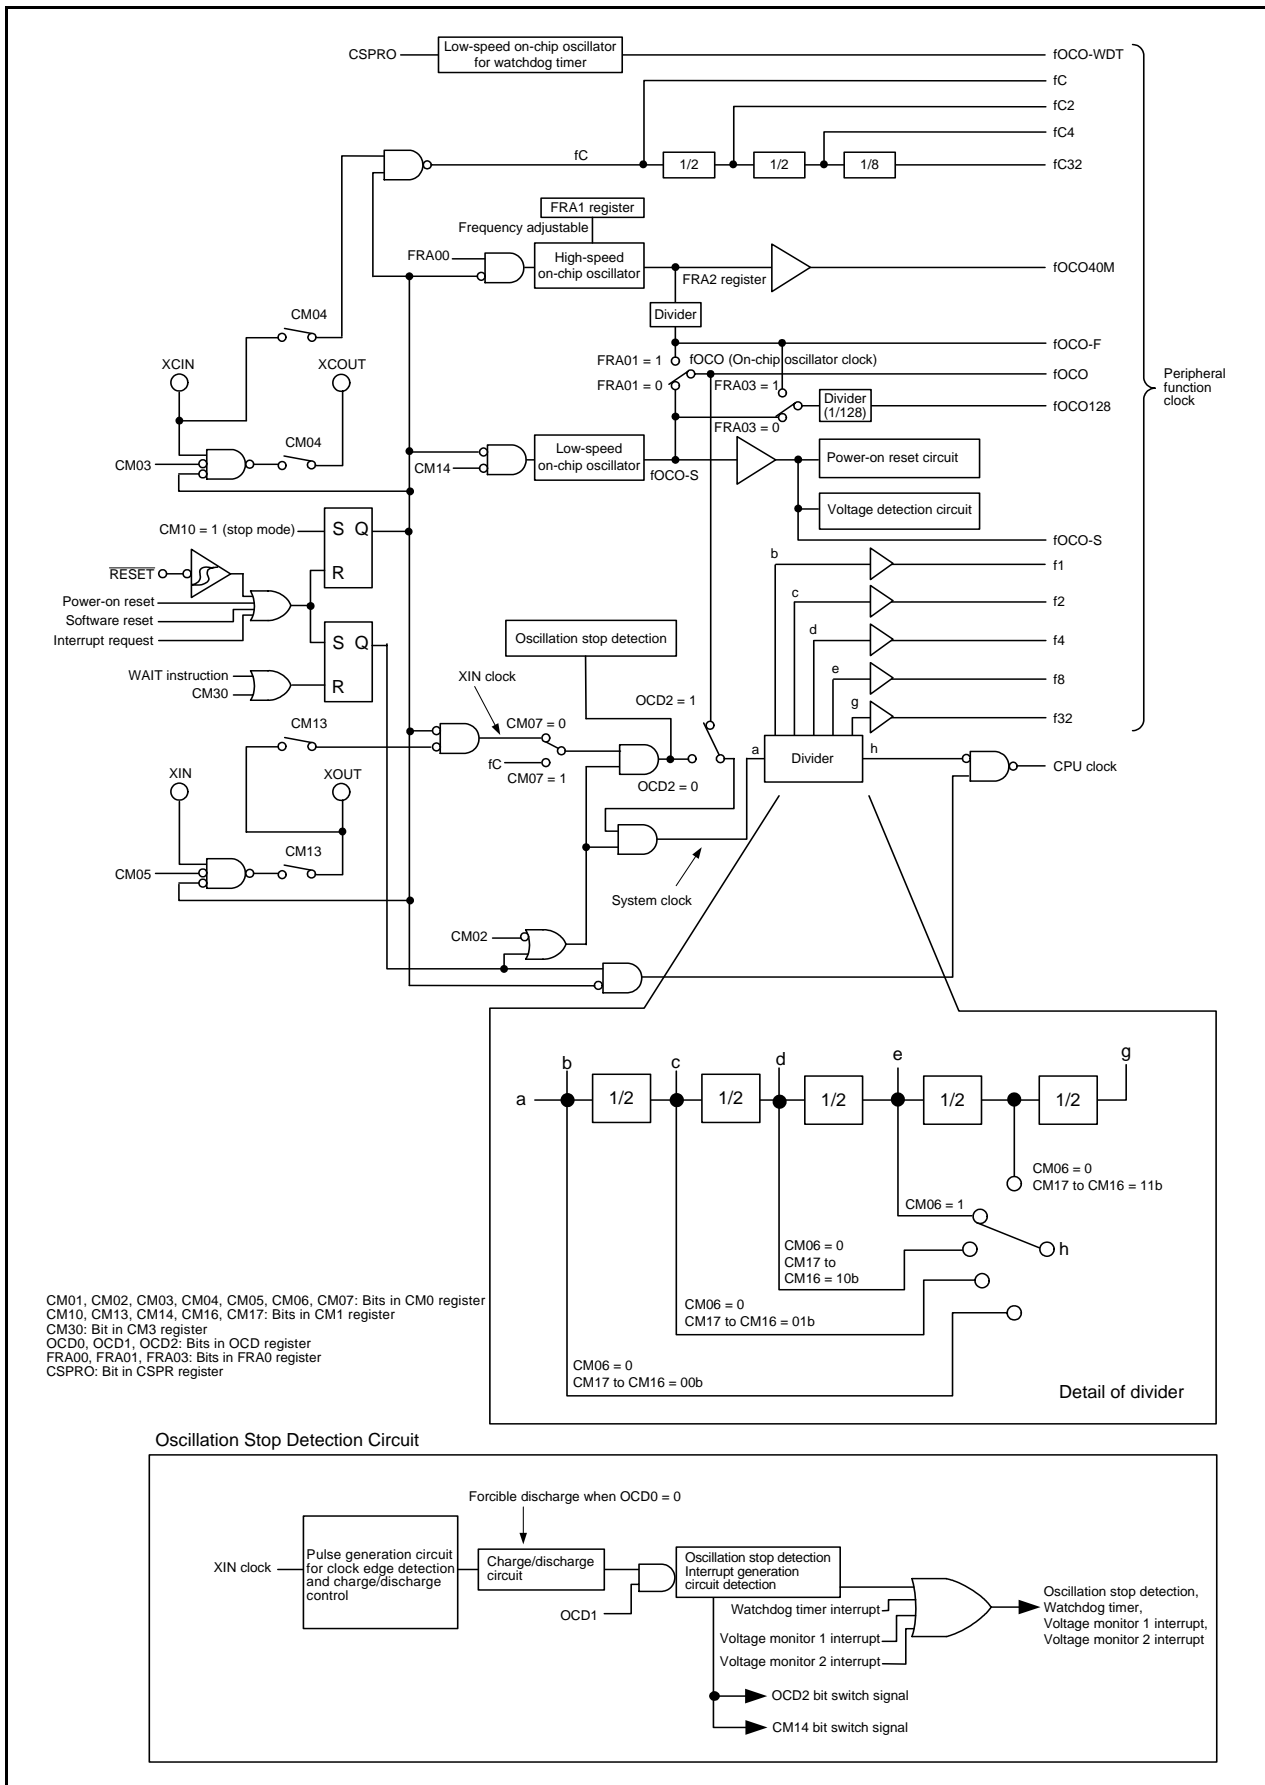 CSPRO
Low-speed on-chip oscillator
for watchdog timer
fOCO-WDT
fC
fC2
fC4
fC
1/2
1/2
1/8
fC32
FRA1 register
Frequency adjustable
FRA00
High-speed
on-chip oscillator
FRA2 register
fOCO40M
CM04
Divider
fOCO-F
XCIN
XCOUT
FRA01 = 1
fOCO (On-chip oscillator clock)
fOCO
Peripheral
function
clock
FRA01 = 0
FRA03 = 1
Divider
(1/128)
fOCO128
FRA03 = 0
CM04
CM03
CM14
Low-speed
on-chip oscillator
fOCO-S
Power-on reset circuit
Voltage detection circuit
fOCO-S
CM10 = 1 (stop mode)
S Q
R
RESET
Power-on reset
Software reset
Interrupt request
S Q
R
WAIT instruction
CM30
b
f1
c
f2
d
f4
e
f8
g
f32
Oscillation stop detection
XIN clock
OCD2 = 1
CM07 = 0
CM13
fC
CM07 = 1
OCD2 = 0
a
Divider
h
CPU clock
XIN
XOUT
CM13
CM05
System clock
CM02
a
b
1/2
c
1/2
d
1/2
e
1/2
1/2
g
CM06 = 0
CM17 to CM16 = 11b
CM06 = 1
h
CM06 = 0
CM17 to
CM16 = 10b
CM06 = 0
CM17 to CM16 = 01b
CM06 = 0
CM17 to CM16 = 00b
Detail of divider
CM01, CM02, CM03, CM04, CM05, CM06, CM07: Bits in CM0 register
CM10, CM13, CM14, CM16, CM17: Bits in CM1 register
CM30: Bit in CM3 register
OCD0, OCD1, OCD2: Bits in OCD register
FRA00, FRA01, FRA03: Bits in FRA0 register
CSPRO: Bit in CSPR register
Oscillation Stop Detection Circuit
Forcible discharge when OCD0 = 0
XIN clock
Pulse generation circuit
for clock edge detection
and charge/discharge
control
Charge/discharge
circuit
OCD1
Oscillation stop detection
Interrupt generation
circuit detection
Watchdog timer interrupt
Voltage monitor 1 interrupt
Voltage monitor 2 interrupt
Oscillation stop detection,
Watchdog timer,
Voltage monitor 1 interrupt,
Voltage monitor 2 interrupt
OCD2 bit switch signal
CM14 bit switch signal